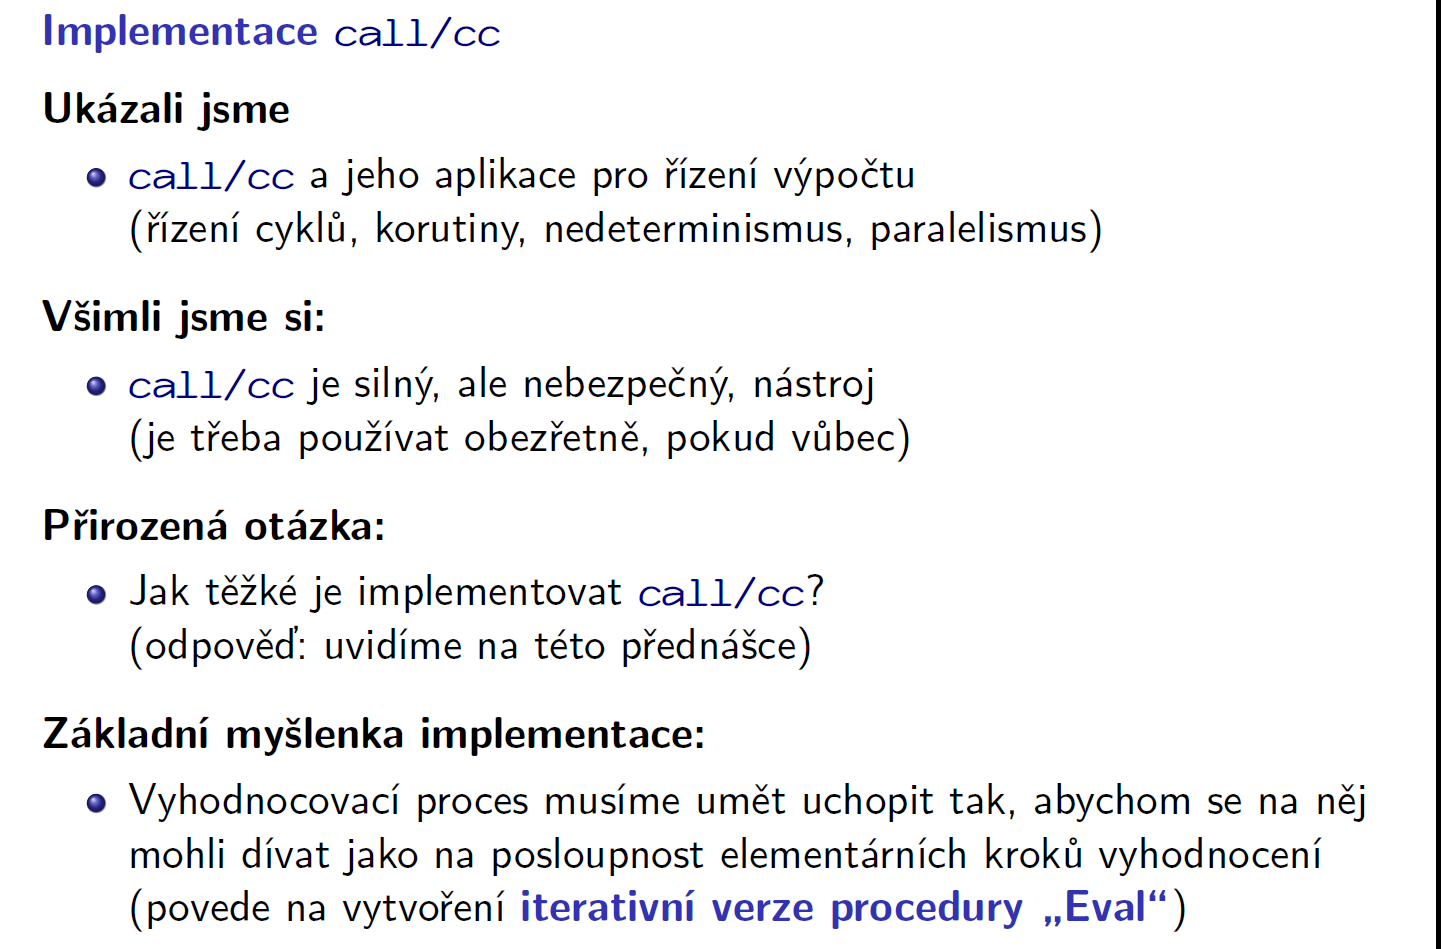 Implementace call/cc
Ukázali jsme
call/cc a jeho aplikace pro řízení výpočtu
(řízení cyklů, korutiny, nedeterminismus, paralelismus)
Všimli jsme si:
call/cc je silný, ale nebezpečný, nástroj
(je třeba používat obezřetně, pokud vůbec)
Přirozená otázka:
Jak těžké je implementovat call/cc?
(odpověď: uvidíme na této přednášce)
Základní myšlenka implementace:
Vyhodnocovací proces musíme umět uchopit tak, abychom se na něj
mohli dívat jako na posloupnost elementárních kroků vyhodnocení
(povede na vytvoření iterativní verze procedury „Eval“)